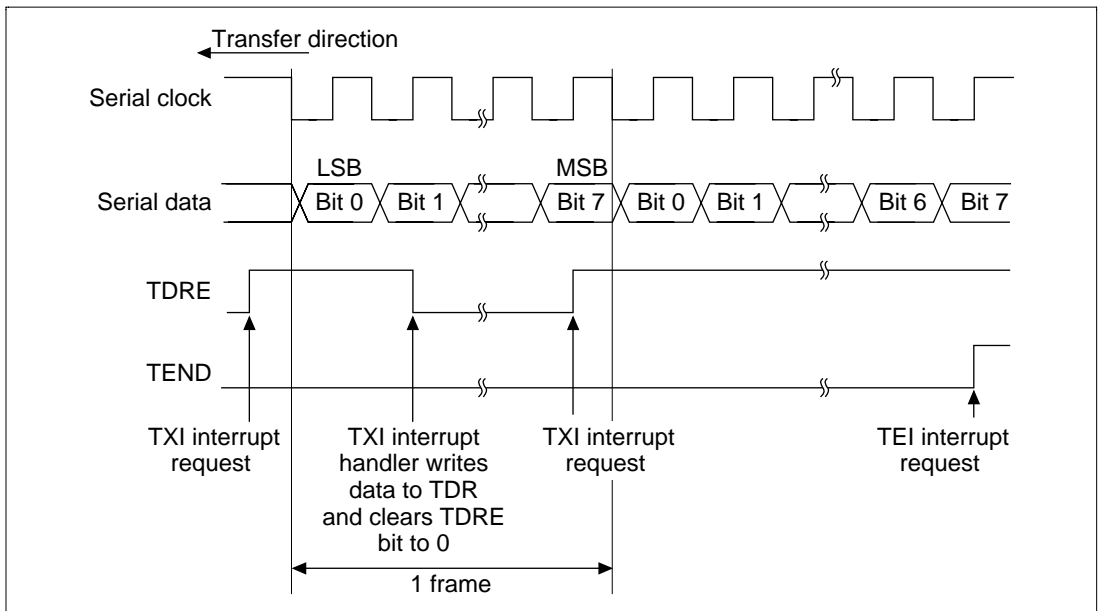 Transfer direction
Serial clock
LSB
MSB
Serial data
Bit 0
Bit 1
Bit 7
Bit 0
Bit 1
Bit 6
Bit 7
TDRE
TEND
TXI interrupt
request
TXI interrupt
handler writes
data to TDR
and clears TDRE
bit to 0
TXI interrupt
request
TEI interrupt
request
1 frame